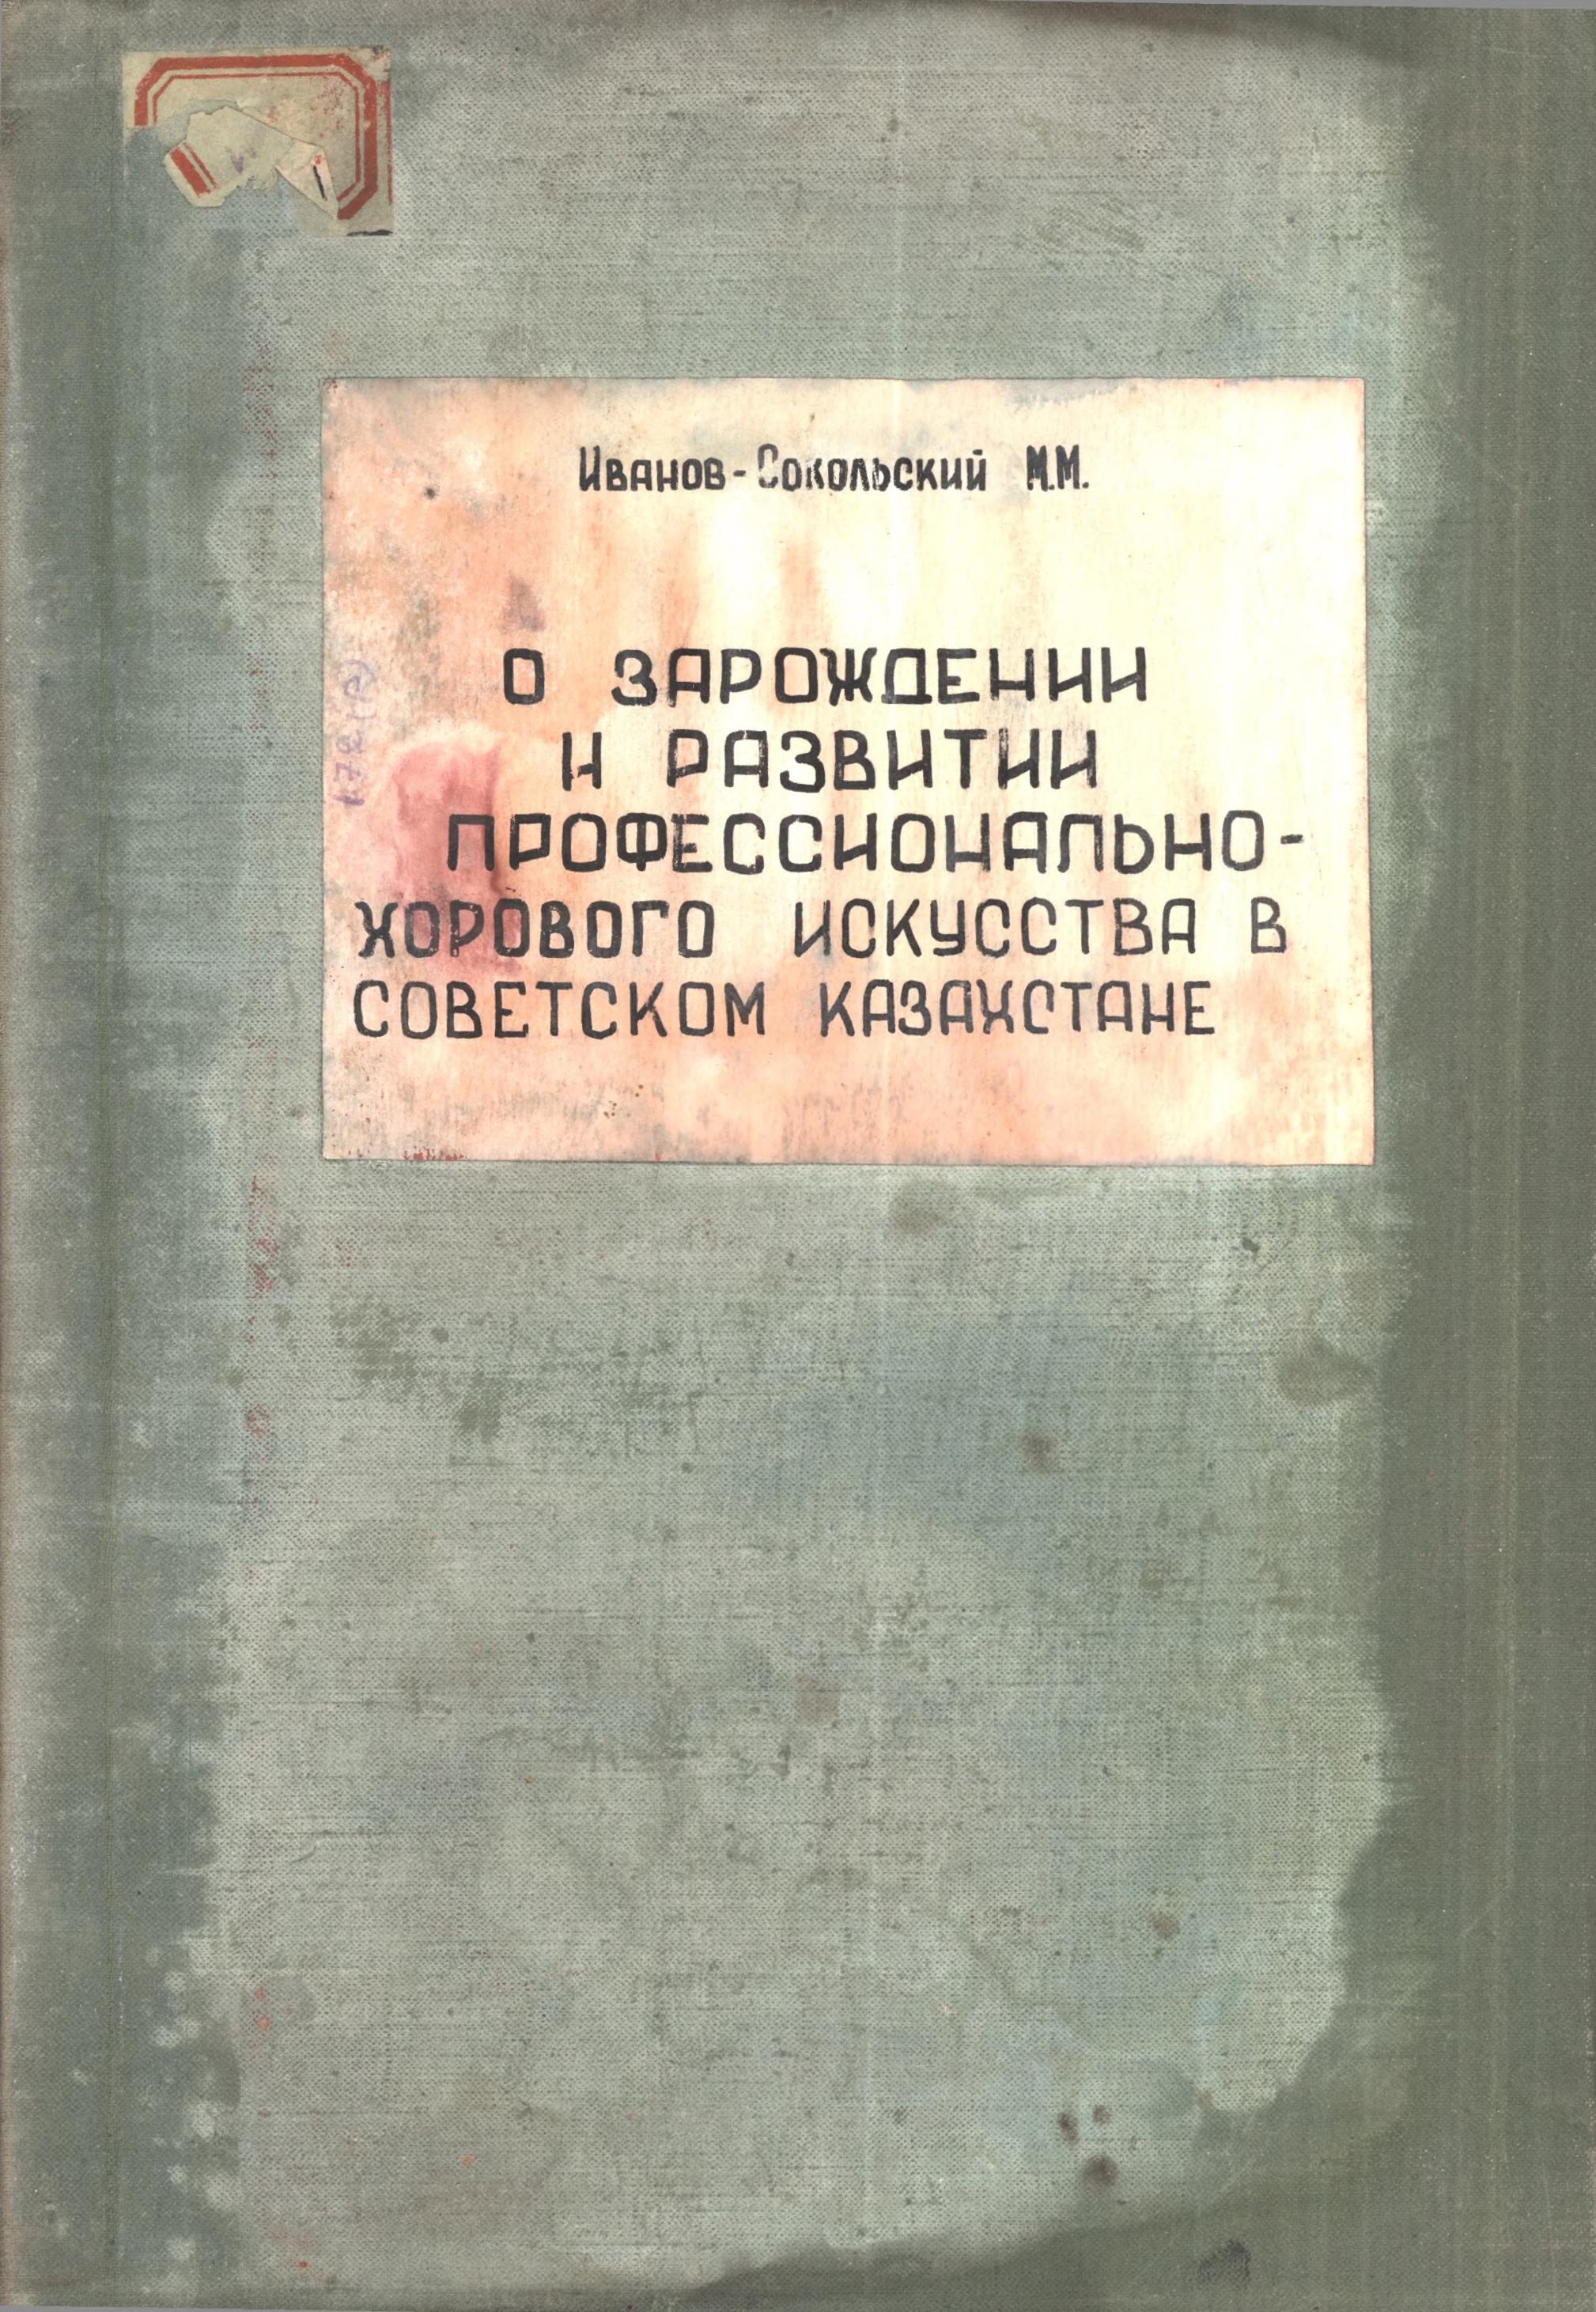 Иванов-Сокольский М.М.
О ЗАРОЖДЕНИИ
И РАЗВИТИИ
ПРОФЕССИОНАЛЬНО-
ХОРОВОГО ИСКУССТВА В
СОВЕТСКОМ КАЗАХСТАНЕ